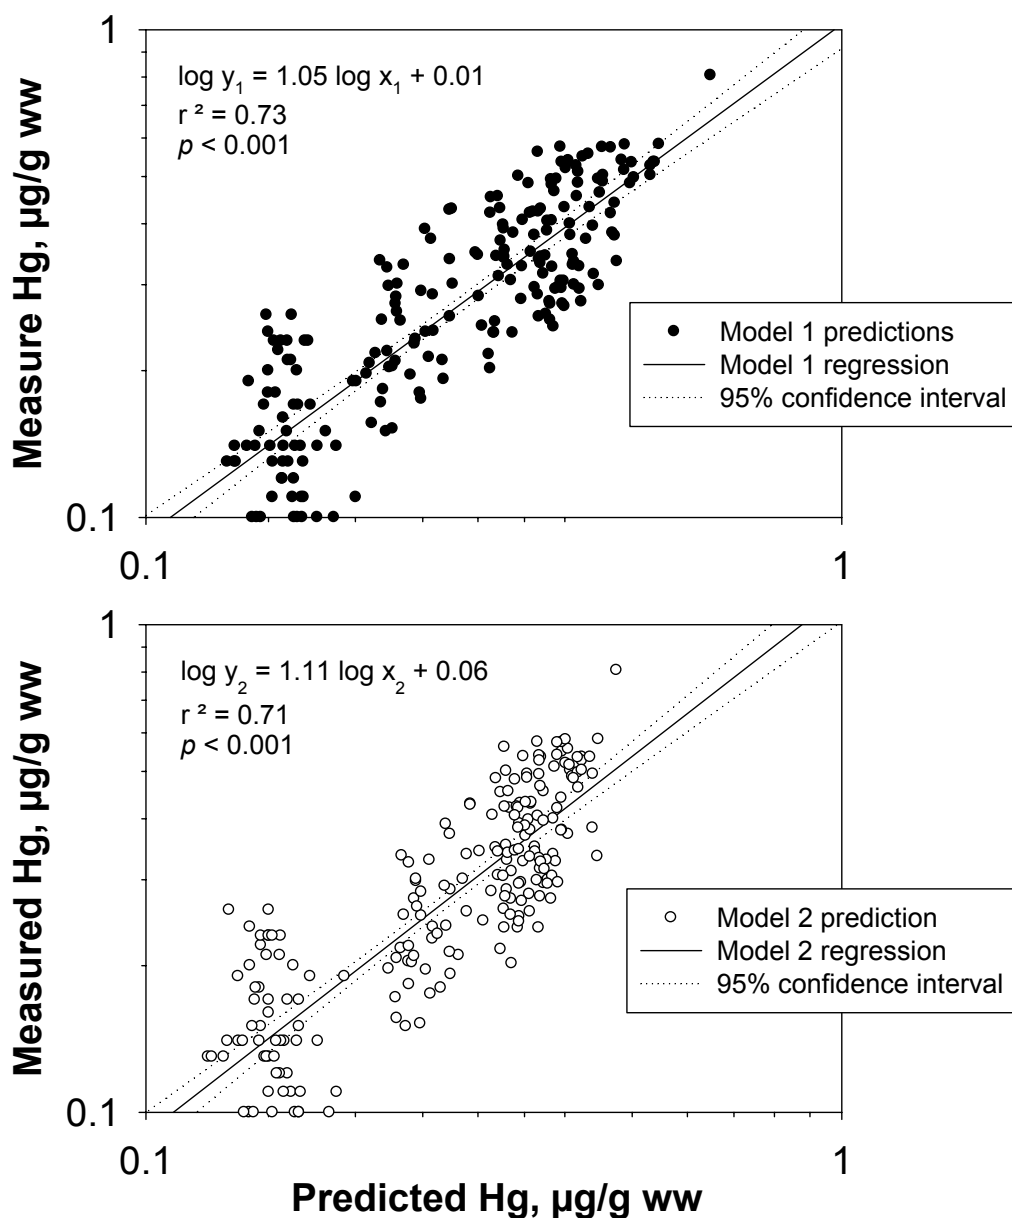 1
log y₁ = 1.05 log x₁ + 0.01
r ² = 0.73
p < 0.001
Measure Hg, µg/g ww
Model 1 predictions
Model 1 regression
95% confidence interval
0.1
0.1
1
1
log y₂ = 1.11 log x₂ + 0.06
r ² = 0.71
p < 0.001
Measured Hg, µg/g ww
Model 2 prediction
Model 2 regression
95% confidence interval
0.1
0.1
1
Predicted Hg, µg/g ww